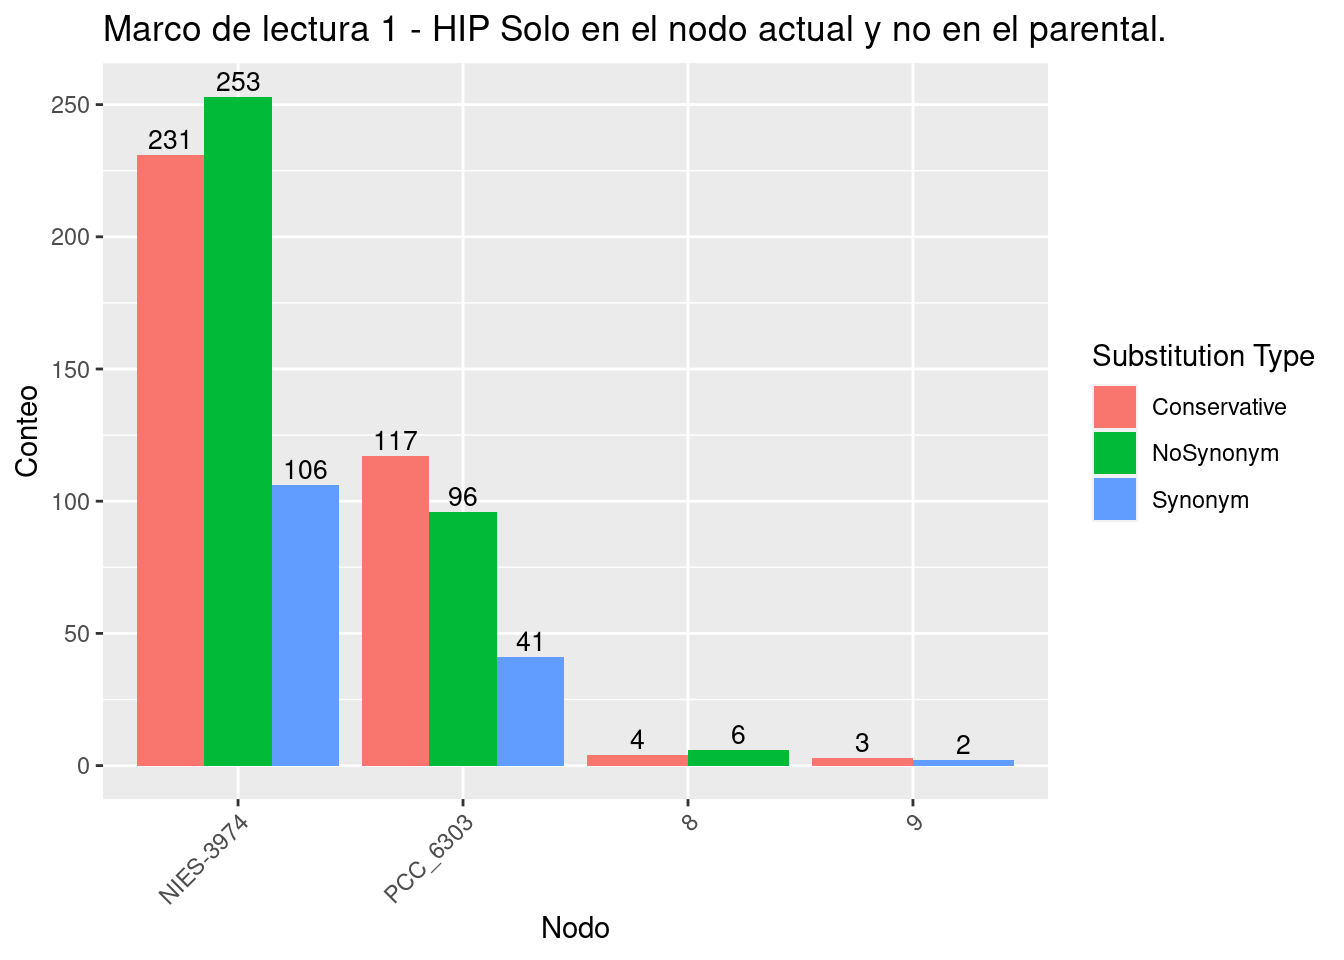 Marco de lectura 1 - HIP Solo en el nodo actual y no en el parental.
253
250
231
200
150
Substitution Type
Conservative
NoSynonym
Synonym
Conteo
117
106
96
100
50
41
4
6
3
2
0
NIES-3974
PCC_6303
8
9
Nodo